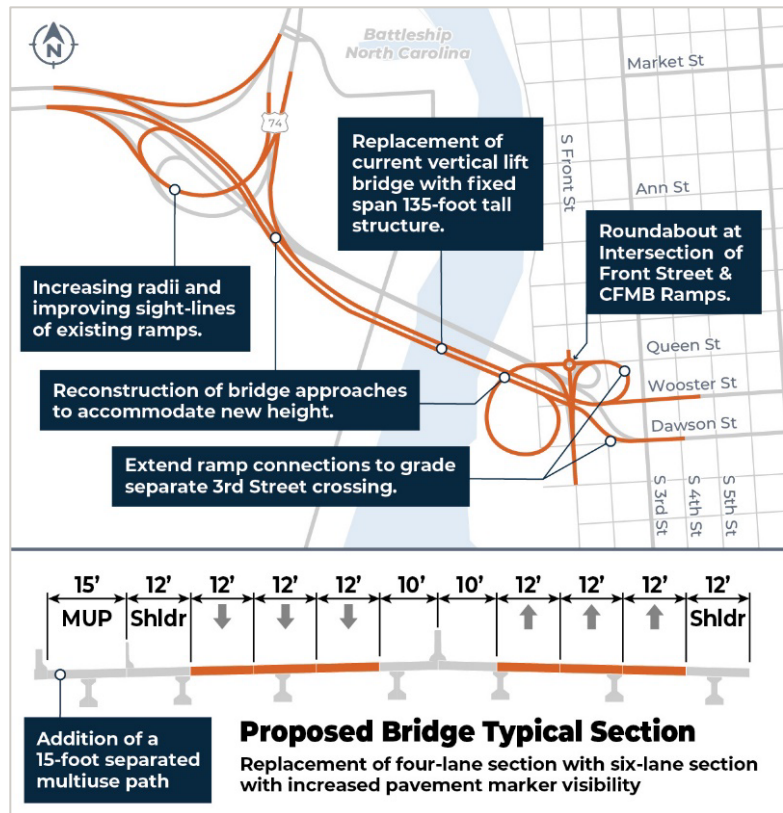 N
Battleship
North Carolina
Market St
74
S Front St
Replacement of
current vertical lift
bridge with fixed
span 135-foot tall
structure.
Ann St
Roundabout at
Intersection of
Front Street &
CFMB Ramps.
Increasing radii and
improving sight-lines
of existing ramps.
Queen St
Reconstruction of bridge approaches
to accommodate new height.
Wooster St
Dawson St
Extend ramp connections to grade
separate 3rd Street crossing.
S 3rd St
S 4th St
S 5th St
15' 12' 12' 12' 12' 10' 10' 12' 12' 12' 12'
MUP Shldr Shldr
Addition of a
15-foot separated
multiuse path
Proposed Bridge Typical Section
Replacement of four-lane section with six-lane section
with increased pavement marker visibility